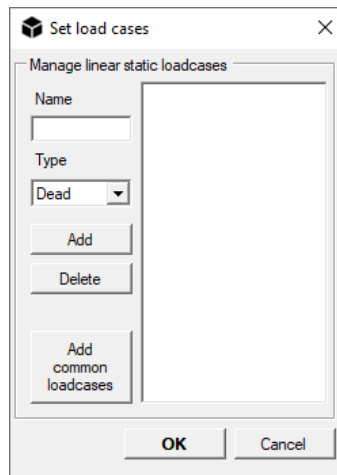 Set load cases
Manage linear static loadcases
Name
Type
Dead
Add
Delete
Add
common
loadcases
OK
Cancel